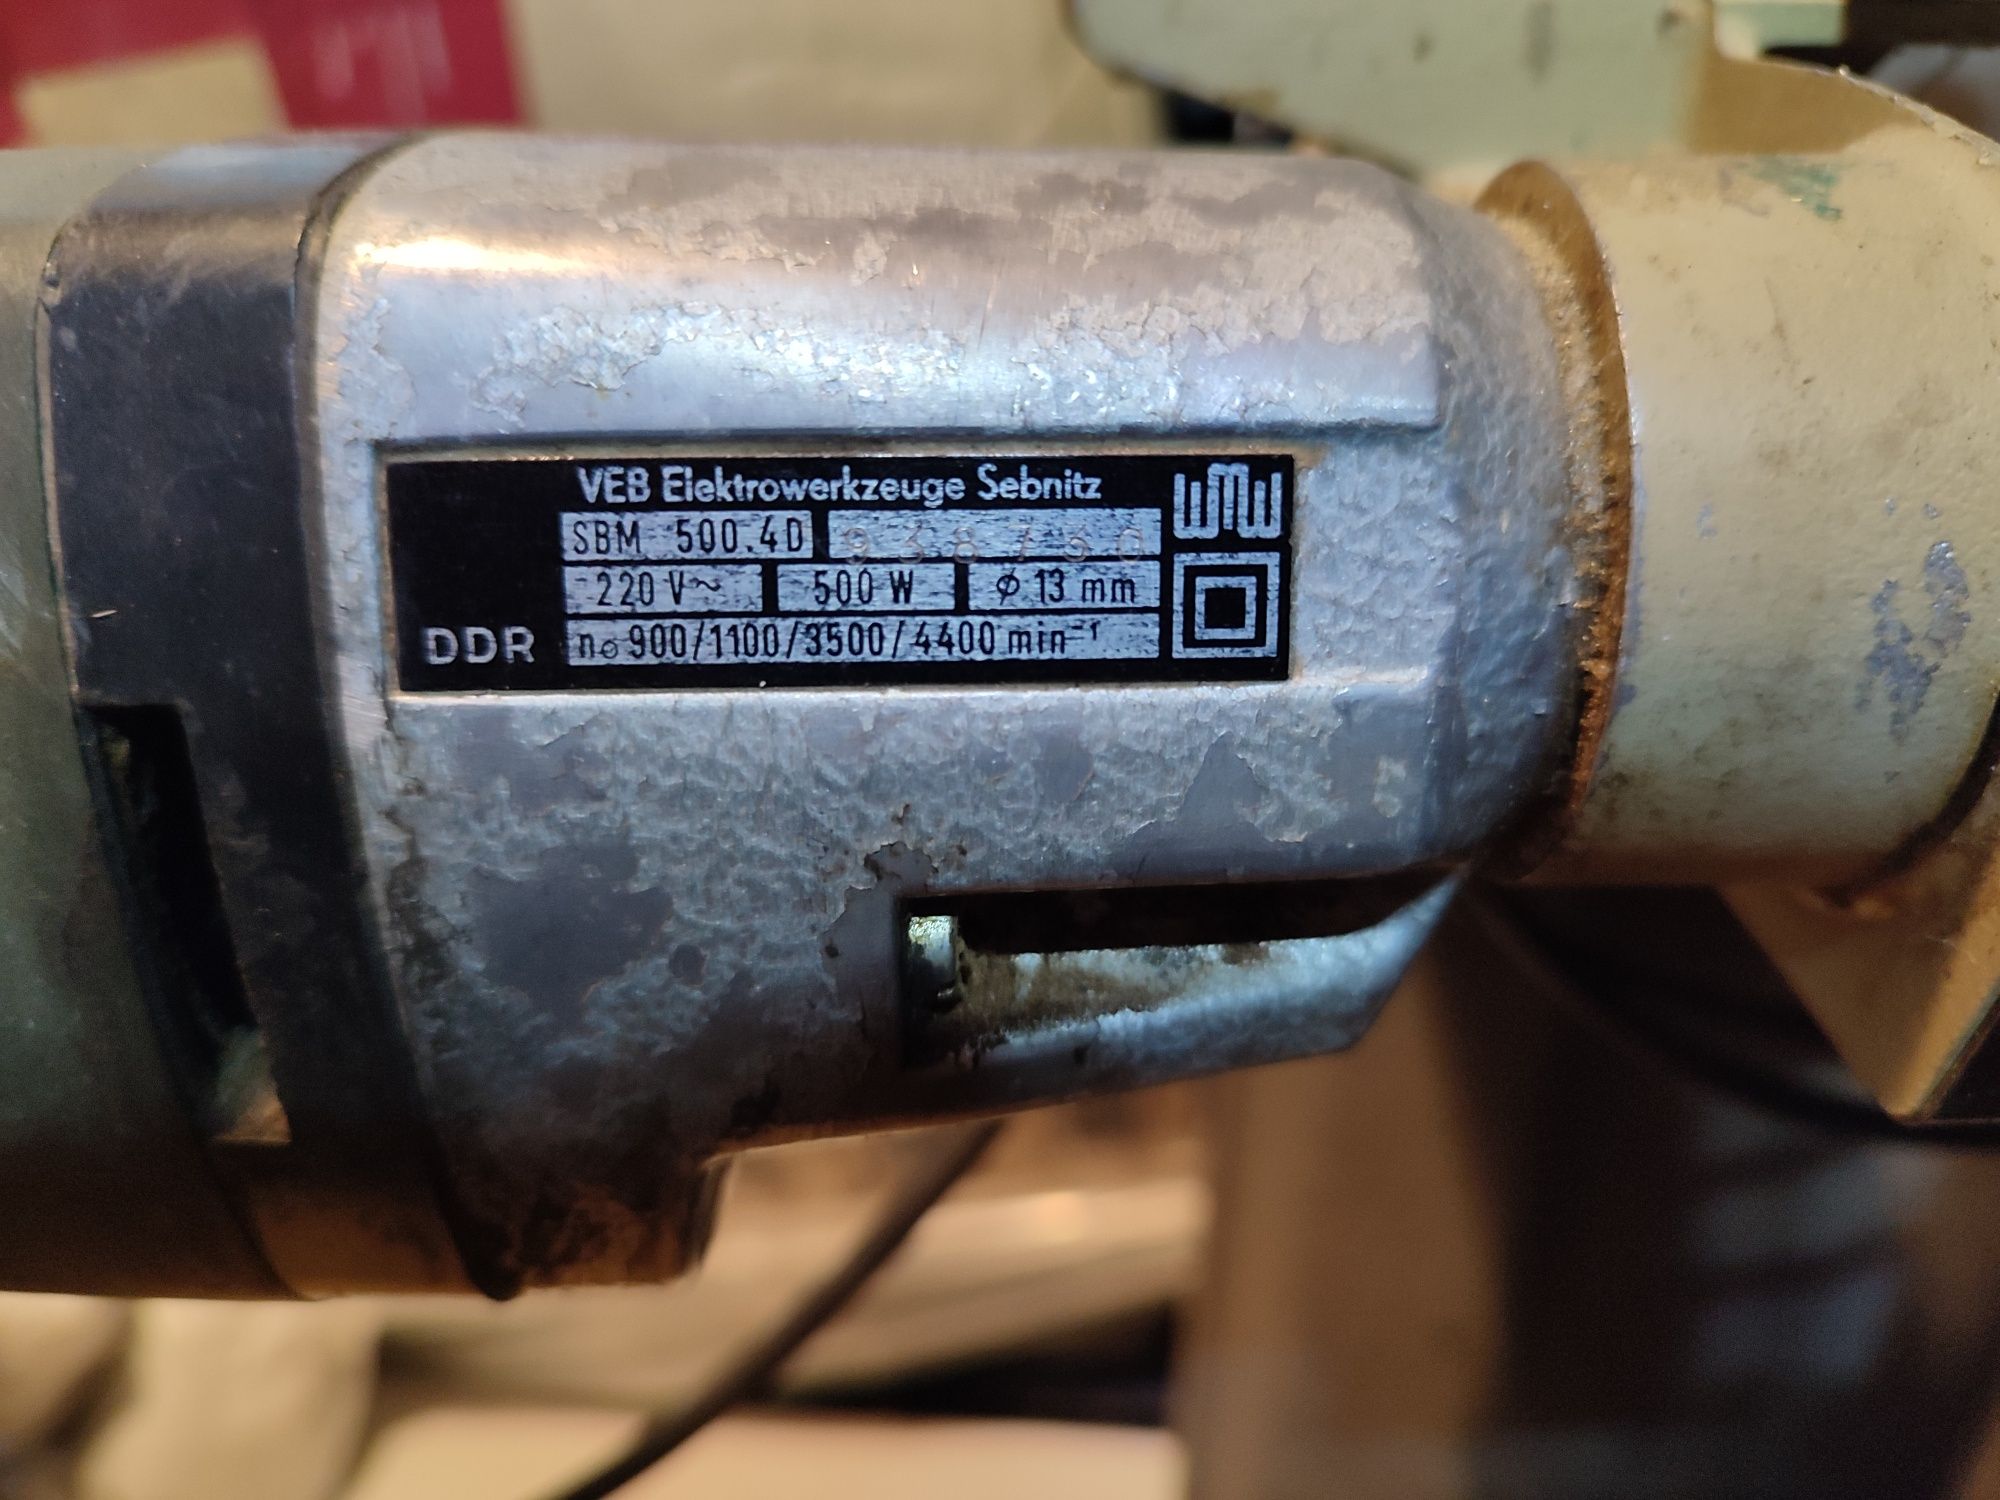 VEB Elektrowerkzeuge Sebnitz
SBM 500.4D
220 V~ 500 W ⌀ 13 mm
DDR n₀ 900/1100/3500/4400 min⁻¹